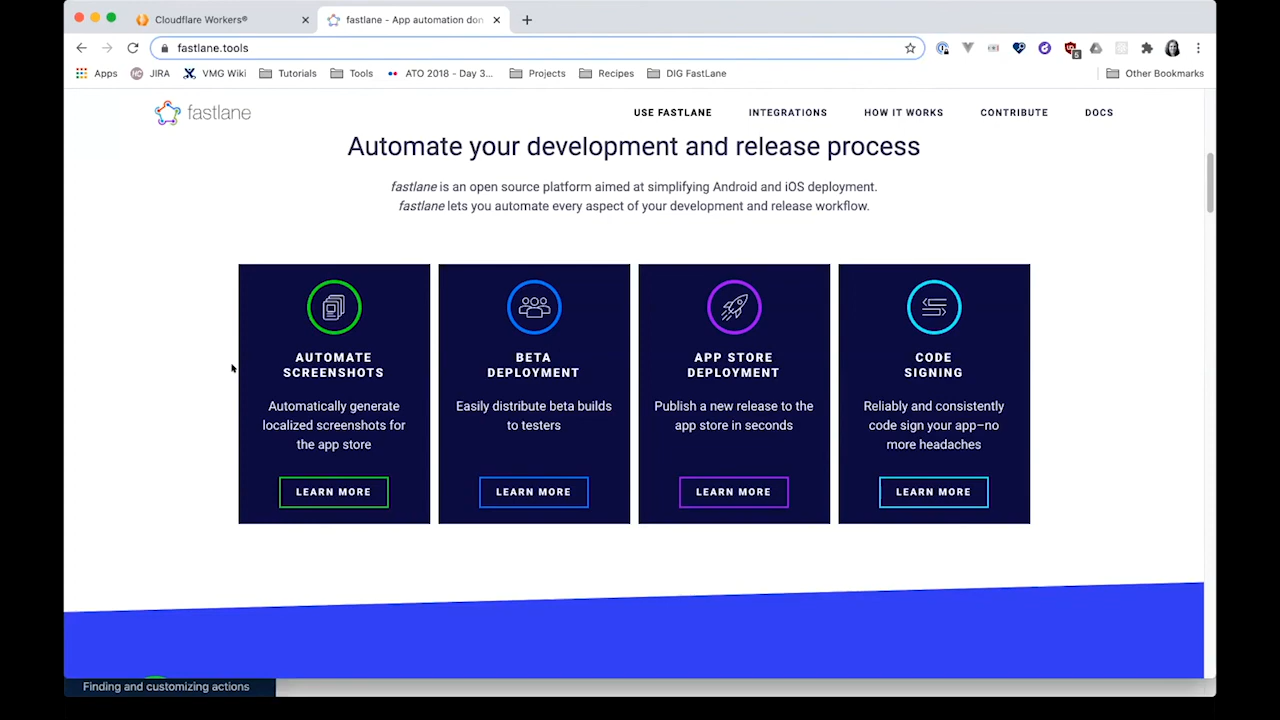 Cloudflare Workers®
fastlane - App automation don
fastlane.tools
5
Apps
JIRA
VMG Wiki
Tutorials
Tools
ATO 2018 - Day 3...
Projects
Recipes
DIG FastLane
Other Bookmarks
fastlane
USE FASTLANE
INTEGRATIONS
HOW IT WORKS
CONTRIBUTE
DOCS
Automate your development and release process
fastlane is an open source platform aimed at simplifying Android and iOS deployment.
fastlane lets you automate every aspect of your development and release workflow.
AUTOMATE
SCREENSHOTS
Automatically generate
localized screenshots for
the app store
LEARN MORE
BETA
DEPLOYMENT
Easily distribute beta builds
to testers
LEARN MORE
APP STORE
DEPLOYMENT
Publish a new release to the
app store in seconds
LEARN MORE
CODE
SIGNING
Reliably and consistently
code sign your app–no
more headaches
LEARN MORE
Finding and customizing actions